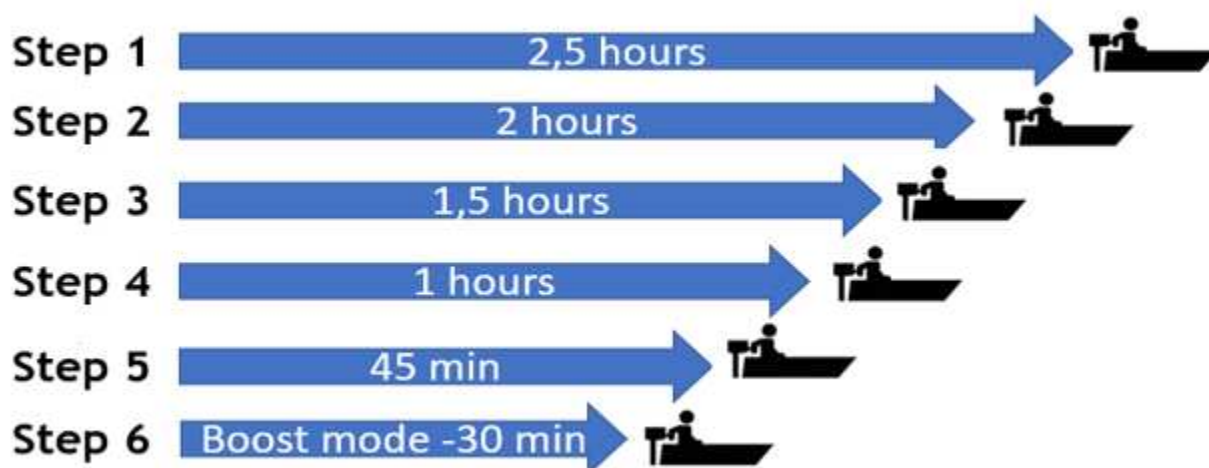 Step 1 2,5 hours
Step 2 2 hours
Step 3 1,5 hours
Step 4 1 hours
Step 5 45 min
Step 6 Boost mode -30 min